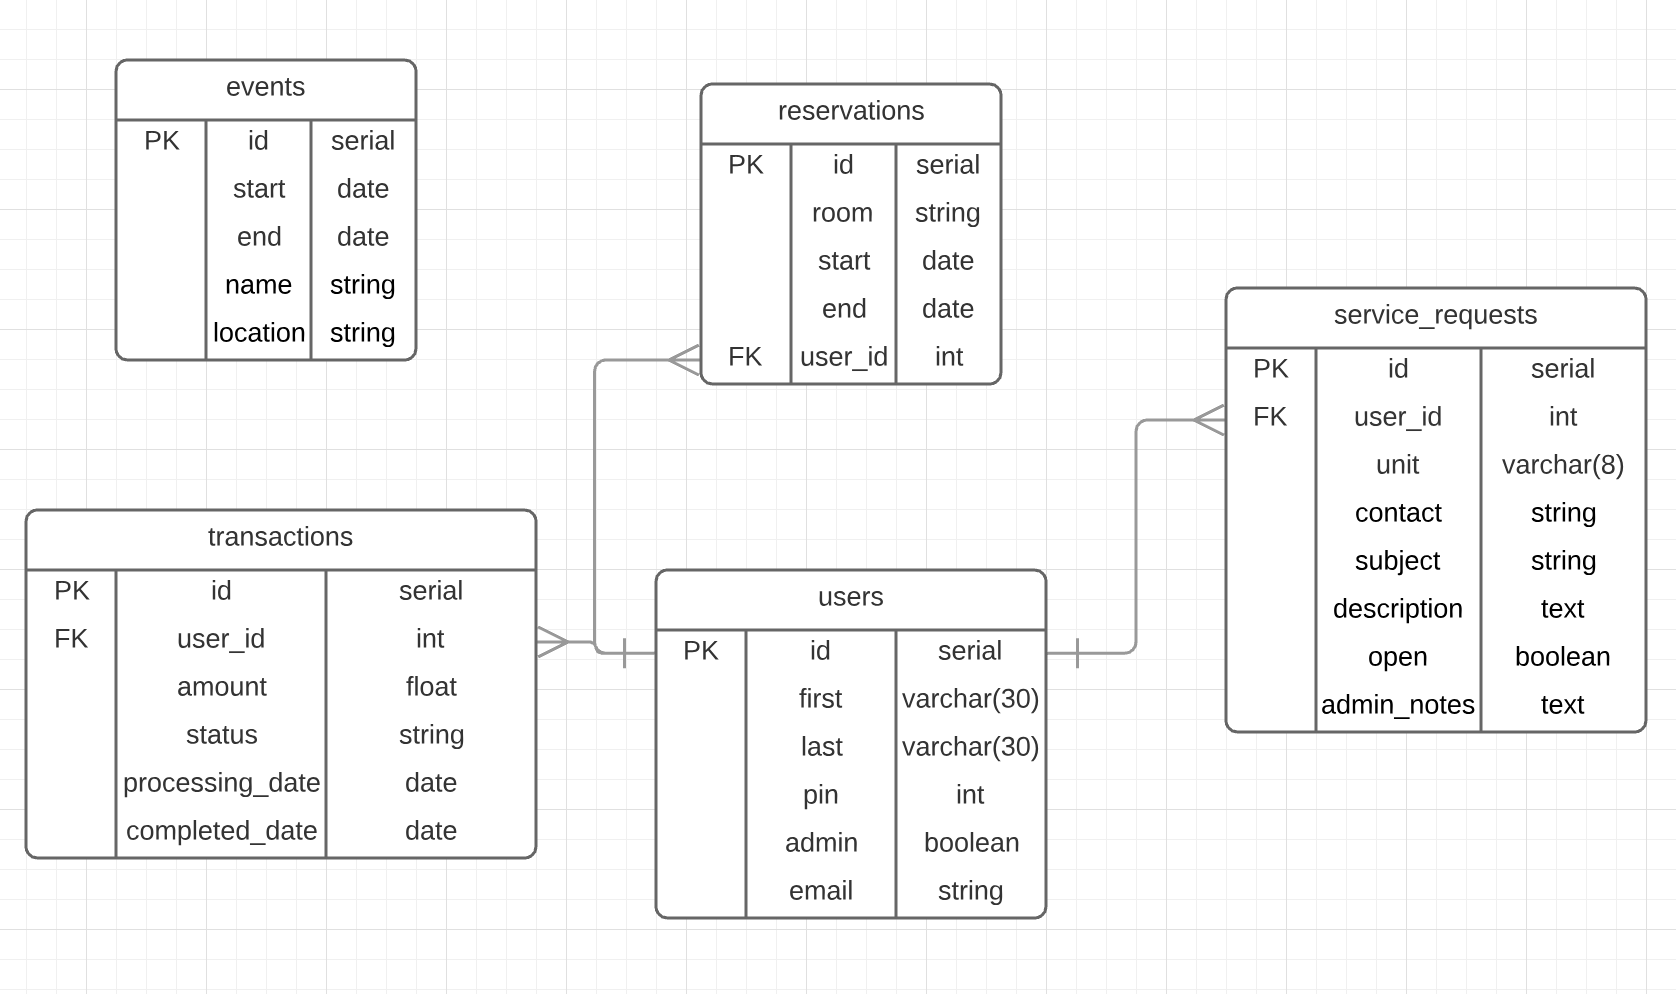 events
PK id serial
start date
end date
name string
location string
reservations
PK id serial
room string
start date
end date
FK user_id int
service_requests
PK id serial
FK user_id int
unit varchar(8)
contact string
subject string
description text
open boolean
admin_notes text
transactions
PK id serial
FK user_id int
amount float
status string
processing_date date
completed_date date
users
PK id serial
first varchar(30)
last varchar(30)
pin int
admin boolean
email string